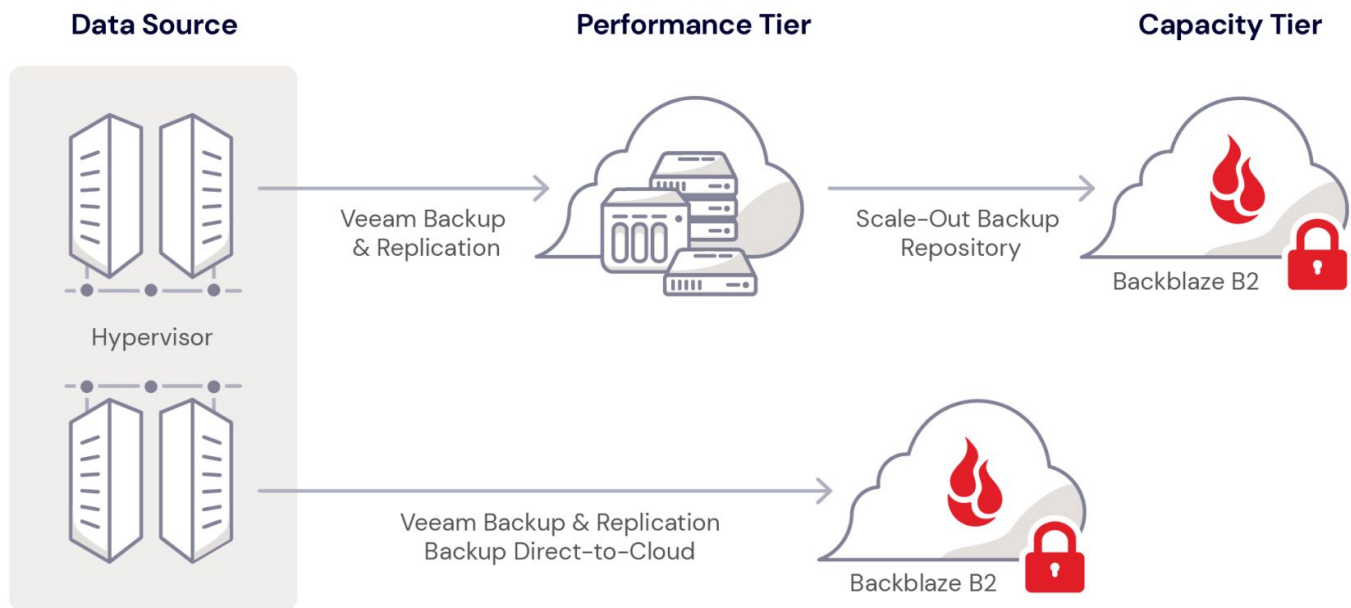 Data Source
Performance Tier
Capacity Tier
Veeam Backup
& Replication
Scale-Out Backup
Repository
Backblaze B2
Hypervisor
Veeam Backup & Replication
Backup Direct-to-Cloud
Backblaze B2